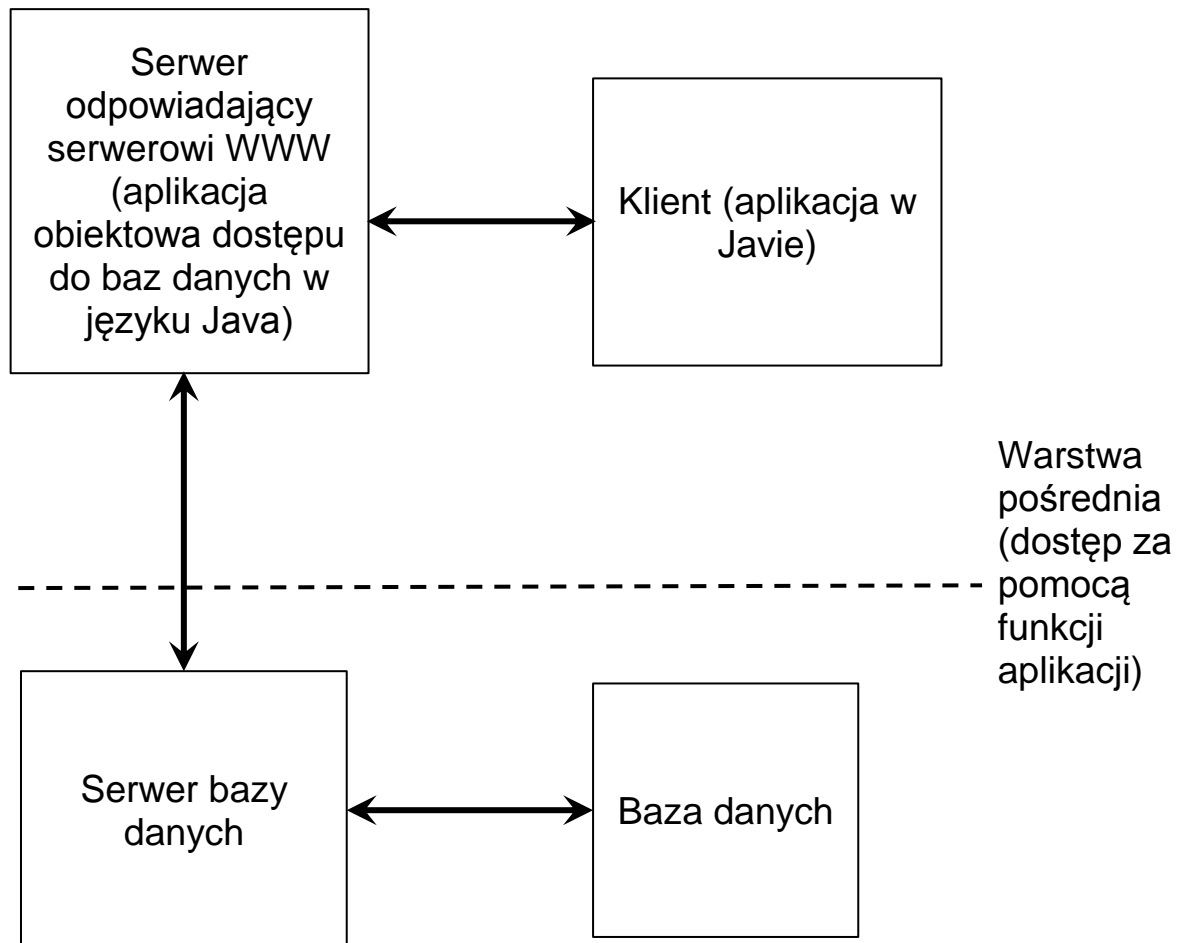 Serwer
odpowiadający
serwerowi WWW
(aplikacja
obiektowa dostępu
do baz danych w
języku Java)
Klient (aplikacja w
Javie)
Warstwa
pośrednia
(dostęp za
pomocą
funkcji
aplikacji)
Serwer bazy
danych
Baza danych